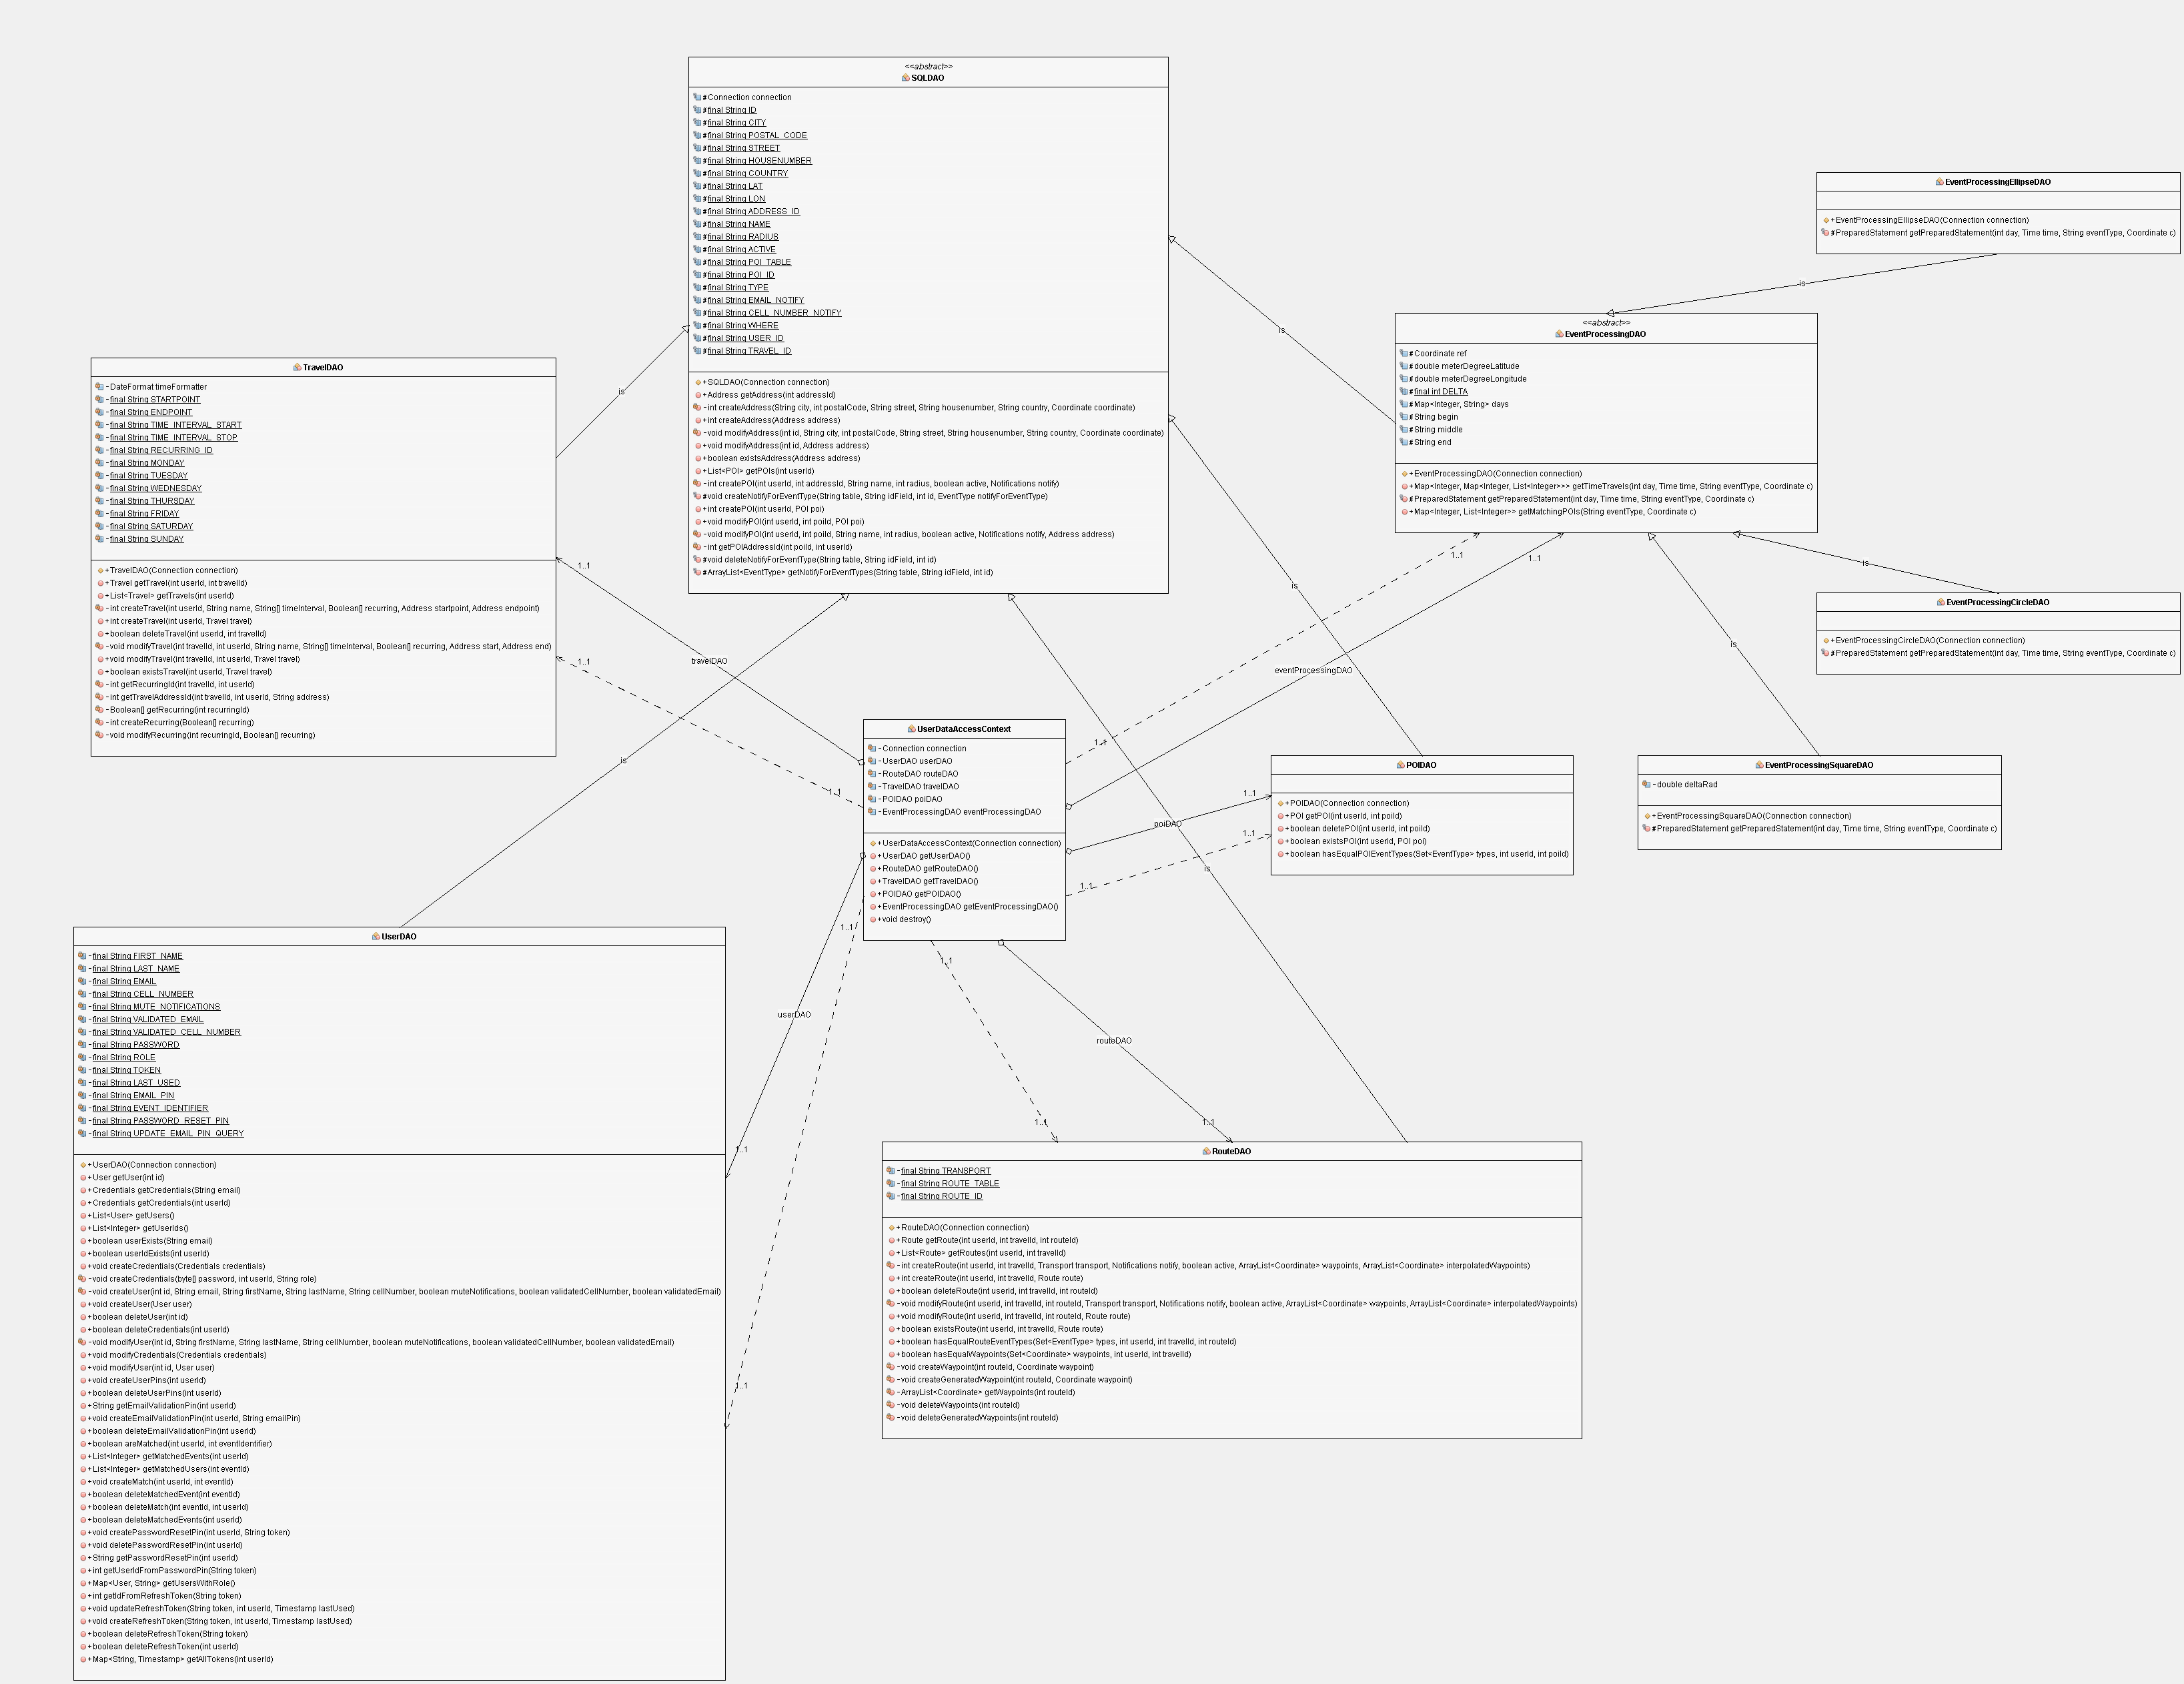 <<abstract>>
SQLDAO
#Connection connection
#final String ID
#final String CITY
#final String POSTAL_CODE
#final String STREET
#final String HOUSENUMBER
#final String COUNTRY
#final String LAT
#final String LON
#final String ADDRESS_ID
#final String NAME
#final String RADIUS
#final String ACTIVE
#final String POI_TABLE
#final String POI_ID
#final String TYPE
#final String EMAIL_NOTIFY
#final String CELL_NUMBER_NOTIFY
#final String WHERE
#final String USER_ID
#final String TRAVEL_ID
+SQLDAO(Connection connection)
+Address getAddress(int addressId)
-int createAddress(String city, int postalCode, String street, String housenumber, String country, Coordinate coordinate)
+int createAddress(Address address)
-void modifyAddress(int id, String city, int postalCode, String street, String housenumber, String country, Coordinate coordinate)
+void modifyAddress(int id, Address address)
+boolean existsAddress(Address address)
+List<POI> getPOIs(int userId)
-int createPOI(int userId, int addressId, String name, int radius, boolean active, Notifications notify)
#void createNotifyForEventType(String table, String idField, int id, EventType notifyForEventType)
+int createPOI(int userId, POI poi)
+void modifyPOI(int userId, int poiId, POI poi)
-void modifyPOI(int userId, int poiId, String name, int radius, boolean active, Notifications notify, Address address)
-int getPOIAddressId(int poiId, int userId)
#void deleteNotifyForEventType(String table, String idField, int id)
#ArrayList<EventType> getNotifyForEventTypes(String table, String idField, int id)
EventProcessingEllipseDAO
+EventProcessingEllipseDAO(Connection connection)
#PreparedStatement getPreparedStatement(int day, Time time, String eventType, Coordinate c)
is
is
<<abstract>>
EventProcessingDAO
#Coordinate ref
#double meterDegreeLatitude
#double meterDegreeLongitude
#final int DELTA
#Map<Integer, String> days
#String begin
#String middle
#String end
+EventProcessingDAO(Connection connection)
+Map<Integer, Map<Integer, List<Integer>>> getTimeTravels(int day, Time time, String eventType, Coordinate c)
#PreparedStatement getPreparedStatement(int day, Time time, String eventType, Coordinate c)
+Map<Integer, List<Integer>> getMatchingPOIs(String eventType, Coordinate c)
TravelDAO
-DateFormat timeFormatter
-final String STARTPOINT
-final String ENDPOINT
-final String TIME_INTERVAL_START
-final String TIME_INTERVAL_STOP
-final String RECURRING_ID
-final String MONDAY
-final String TUESDAY
-final String WEDNESDAY
-final String THURSDAY
-final String FRIDAY
-final String SATURDAY
-final String SUNDAY
+TravelDAO(Connection connection)
+Travel getTravel(int userId, int travelId)
+List<Travel> getTravels(int userId)
-int createTravel(int userId, String name, String[] timeInterval, Boolean[] recurring, Address startpoint, Address endpoint)
+int createTravel(int userId, Travel travel)
+boolean deleteTravel(int userId, int travelId)
-void modifyTravel(int travelId, int userId, String name, String[] timeInterval, Boolean[] recurring, Address start, Address end)
+void modifyTravel(int travelId, int userId, Travel travel)
+boolean existsTravel(int userId, Travel travel)
-int getRecurringId(int travelId, int userId)
-int getTravelAddressId(int travelId, int userId, String address)
-Boolean[] getRecurring(int recurringId)
-int createRecurring(Boolean[] recurring)
-void modifyRecurring(int recurringId, Boolean[] recurring)
is
1..1
1..1
is
1..1
1..1
is
EventProcessingCircleDAO
+EventProcessingCircleDAO(Connection connection)
#PreparedStatement getPreparedStatement(int day, Time time, String eventType, Coordinate c)
is
travelDAO
eventProcessingDAO
is
1..1
1..1
UserDataAccessContext
-Connection connection
-UserDAO userDAO
-RouteDAO routeDAO
-TravelDAO travelDAO
-POIDAO poiDAO
-EventProcessingDAO eventProcessingDAO
+UserDataAccessContext(Connection connection)
+UserDAO getUserDAO()
+RouteDAO getRouteDAO()
+TravelDAO getTravelDAO()
+POIDAO getPOIDAO()
+EventProcessingDAO getEventProcessingDAO()
+void destroy()
POIDAO
+POIDAO(Connection connection)
+POI getPOI(int userId, int poiId)
+boolean deletePOI(int userId, int poiId)
+boolean existsPOI(int userId, POI poi)
+boolean hasEqualPOIEventTypes(Set<EventType> types, int userId, int poiId)
EventProcessingSquareDAO
-double deltaRad
+EventProcessingSquareDAO(Connection connection)
#PreparedStatement getPreparedStatement(int day, Time time, String eventType, Coordinate c)
1..1
poiDAO
1..1
is
1..1
1..1
1..1
userDAO
routeDAO
1..1
1..1
1..1
1..1
UserDAO
-final String FIRST_NAME
-final String LAST_NAME
-final String EMAIL
-final String CELL_NUMBER
-final String MUTE_NOTIFICATIONS
-final String VALIDATED_EMAIL
-final String VALIDATED_CELL_NUMBER
-final String PASSWORD
-final String ROLE
-final String TOKEN
-final String LAST_USED
-final String EMAIL_PIN
-final String EVENT_IDENTIFIER
-final String PASSWORD_RESET_PIN
-final String UPDATE_EMAIL_PIN_QUERY
+UserDAO(Connection connection)
+User getUser(int id)
+Credentials getCredentials(String email)
+Credentials getCredentials(int userId)
+List<User> getUsers()
+List<Integer> getUserIds()
+boolean userExists(String email)
+boolean userIdExists(int userId)
+void createCredentials(Credentials credentials)
-void createCredentials(byte[] password, int userId, String role)
-void createUser(int id, String email, String firstName, String lastName, String cellNumber, boolean muteNotifications, boolean validatedCellNumber, boolean validatedEmail)
+void createUser(User user)
+boolean deleteUser(int id)
+boolean deleteCredentials(int userId)
-void modifyUser(int id, String firstName, String lastName, String cellNumber, boolean muteNotifications, boolean validatedCellNumber, boolean validatedEmail)
+void modifyCredentials(Credentials credentials)
+void modifyUser(int id, User user)
+void createUserPins(int userId)
+boolean deleteUserPins(int userId)
+String getEmailValidationPin(int userId)
+void createEmailValidationPin(int userId, String emailPin)
+boolean deleteEmailValidationPin(int userId)
+boolean areMatched(int userId, int eventIdentifier)
+List<Integer> getMatchedEvents(int userId)
+List<Integer> getMatchedUsers(int eventId)
+void createMatch(int userId, int eventId)
+boolean deleteMatchedEvent(int eventId)
+boolean deleteMatch(int eventId, int userId)
+boolean deleteMatchedEvents(int userId)
+void createPasswordResetPin(int userId, String token)
+void deletePasswordResetPin(int userId)
+String getPasswordResetPin(int userId)
+int getUserIdFromPasswordPin(String token)
+Map<User, String> getUsersWithRole()
+int getIdFromRefreshToken(String token)
+void updateRefreshToken(String token, int userId, Timestamp lastUsed)
+void createRefreshToken(String token, int userId, Timestamp lastUsed)
+boolean deleteRefreshToken(String token)
+boolean deleteRefreshToken(int userId)
+Map<String, Timestamp> getAllTokens(int userId)
RouteDAO
-final String TRANSPORT
-final String ROUTE_TABLE
-final String ROUTE_ID
+RouteDAO(Connection connection)
+Route getRoute(int userId, int travelId, int routeId)
+List<Route> getRoutes(int userId, int travelId)
-int createRoute(int userId, int travelId, Transport transport, Notifications notify, boolean active, ArrayList<Coordinate> waypoints, ArrayList<Coordinate> interpolatedWaypoints)
+int createRoute(int userId, int travelId, Route route)
+boolean deleteRoute(int userId, int travelId, int routeId)
-void modifyRoute(int userId, int travelId, int routeId, Transport transport, Notifications notify, boolean active, ArrayList<Coordinate> waypoints, ArrayList<Coordinate> interpolatedWaypoints)
+void modifyRoute(int userId, int travelId, int routeId, Route route)
+boolean existsRoute(int userId, int travelId, Route route)
+boolean hasEqualRouteEventTypes(Set<EventType> types, int userId, int travelId, int routeId)
+boolean hasEqualWaypoints(Set<Coordinate> waypoints, int userId, int travelId)
-void createWaypoint(int routeId, Coordinate waypoint)
-void createGeneratedWaypoint(int routeId, Coordinate waypoint)
-ArrayList<Coordinate> getWaypoints(int routeId)
-void deleteWaypoints(int routeId)
-void deleteGeneratedWaypoints(int routeId)